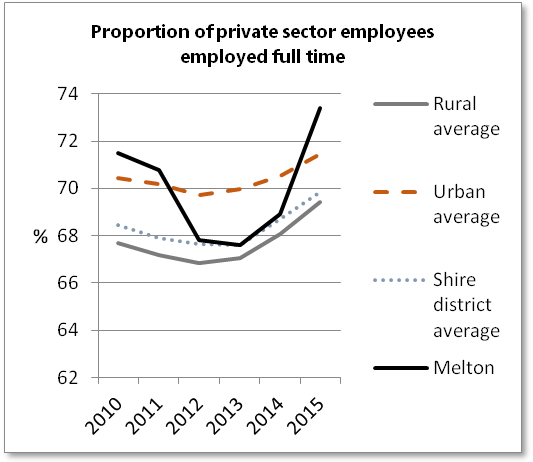 Proportion of private sector employees
employed full time
74
72
70
68
66
64
62
%
2010
2011
2012
2013
2014
2015
Rural
average
Urban
average
Shire
district
average
Melton